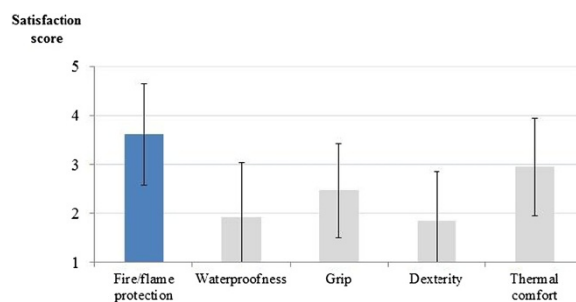 Satisfaction
score
5
4
3
2
1
Fire/flame
protection
Waterproofness
Grip
Dexterity
Thermal
comfort